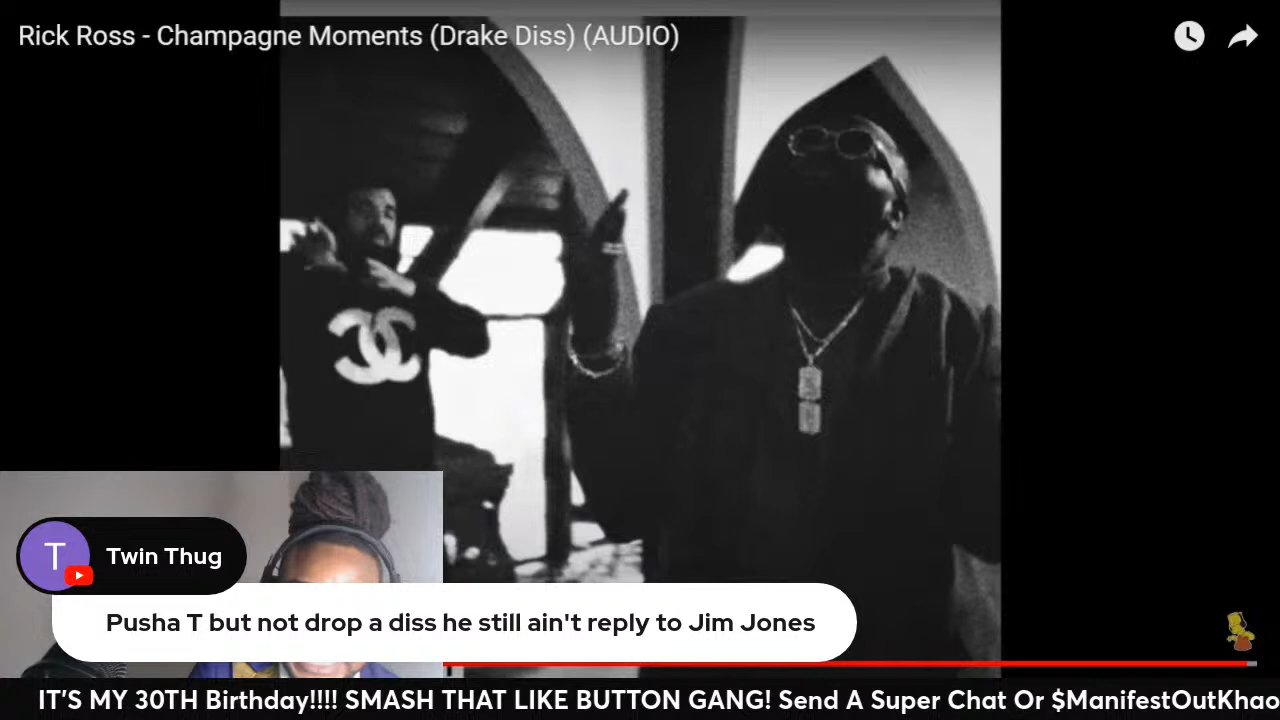 Rick Ross - Champagne Moments (Drake Diss) (AUDIO)
T
Twin Thug
Pusha T but not drop a diss he still ain't reply to Jim Jones
IT'S MY 30TH Birthday!!!! SMASH THAT LIKE BUTTON GANG! Send A Super Chat Or $ManifestOutKhao